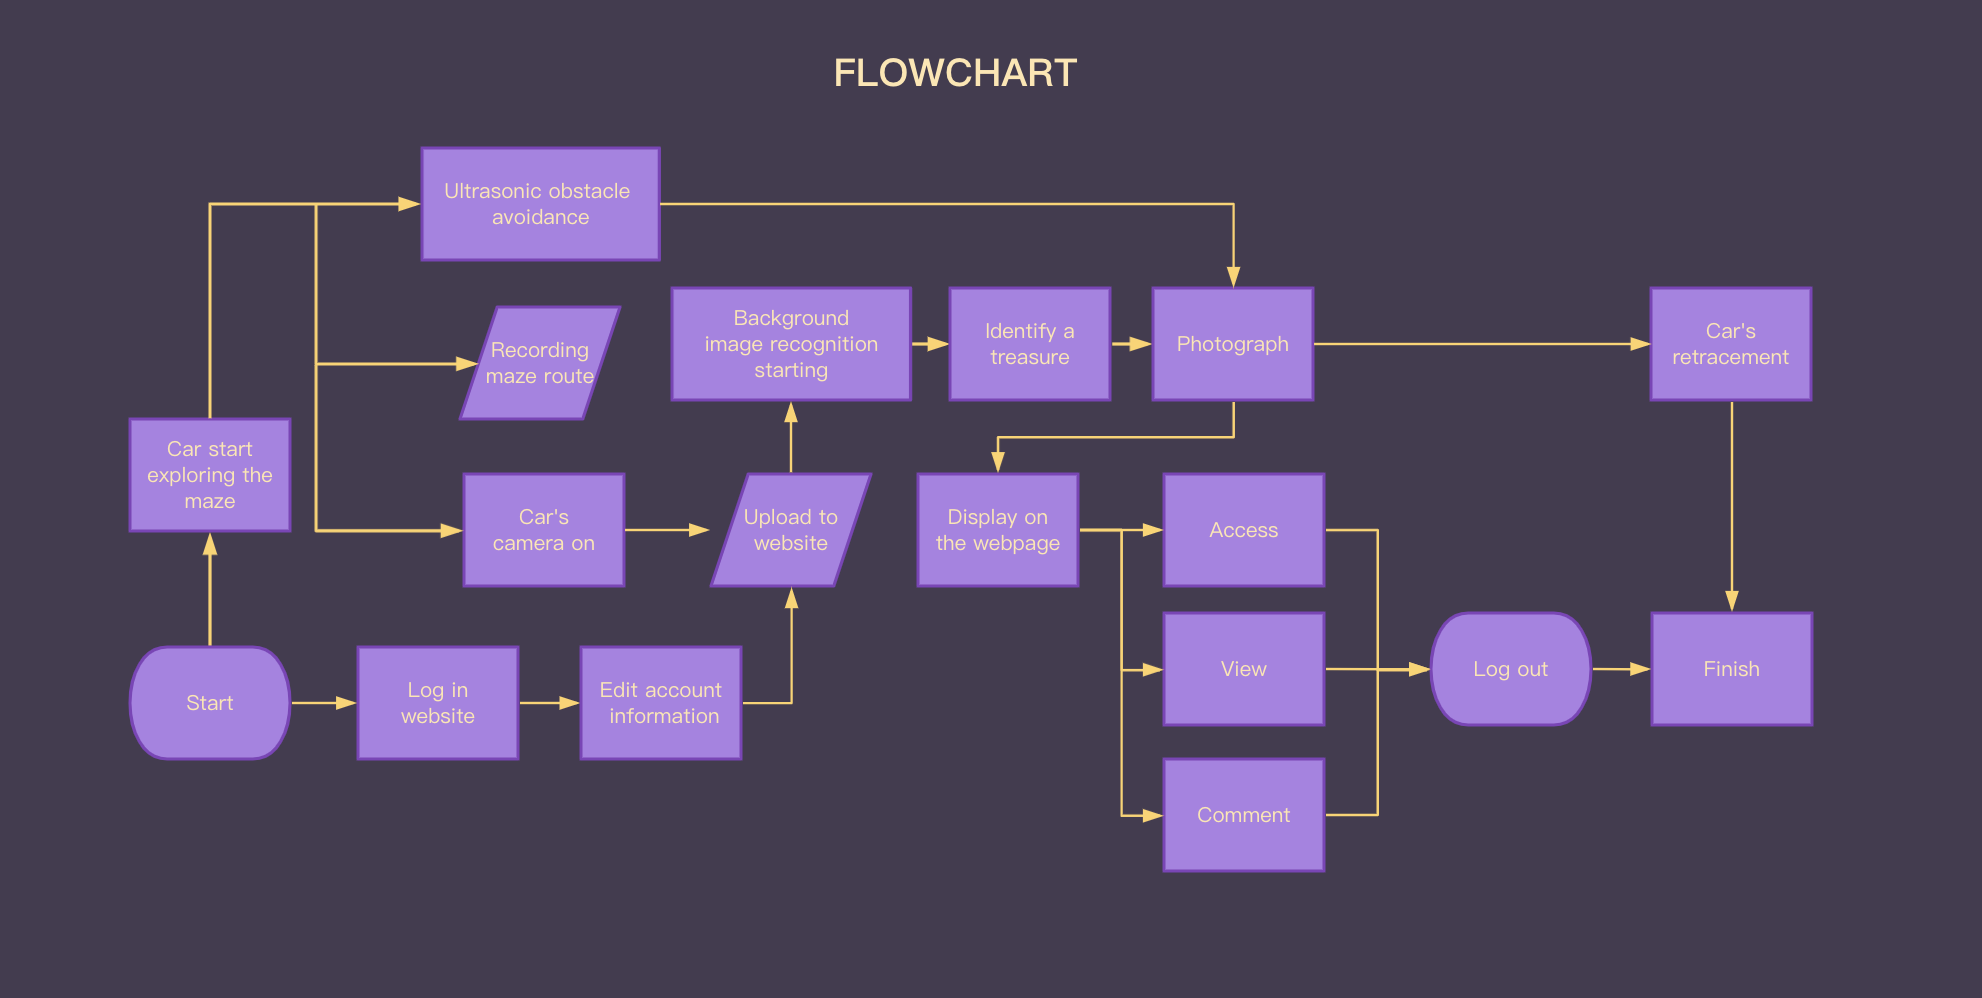 FLOWCHART
Ultrasonic obstacle
avoidance
Background
image recognition
starting
Identify a
treasure
Photograph
Car's
retracement
Recording
maze route
Car start
exploring the
maze
Car's
camera on
Upload to
website
Display on
the webpage
Access
Start
Log in
website
Edit account
information
View
Log out
Finish
Comment